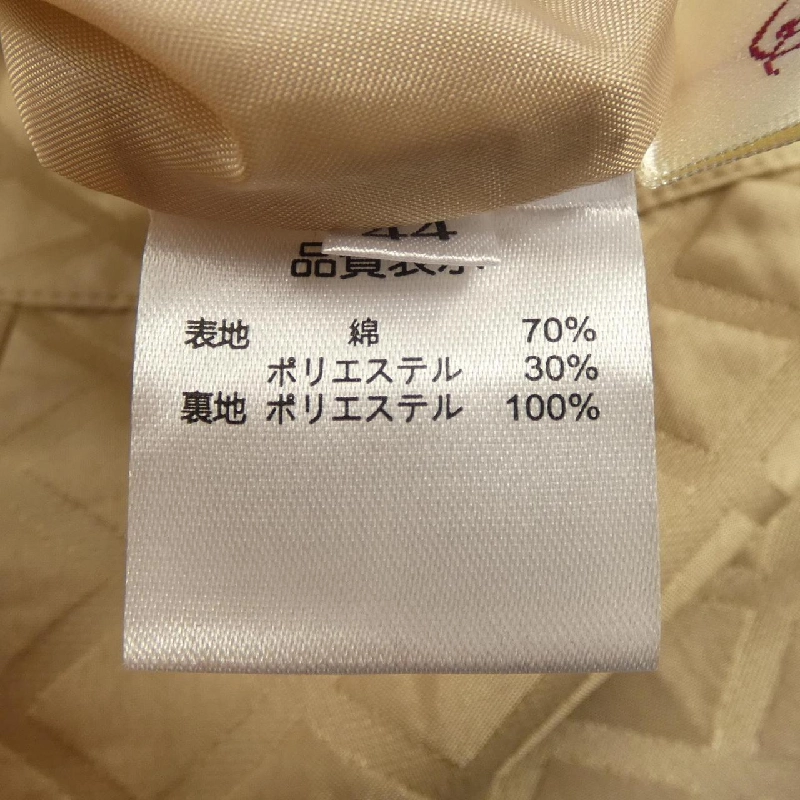 44
品質表示
表地 綿 70%
ポリエステル 30%
裏地 ポリエステル 100%